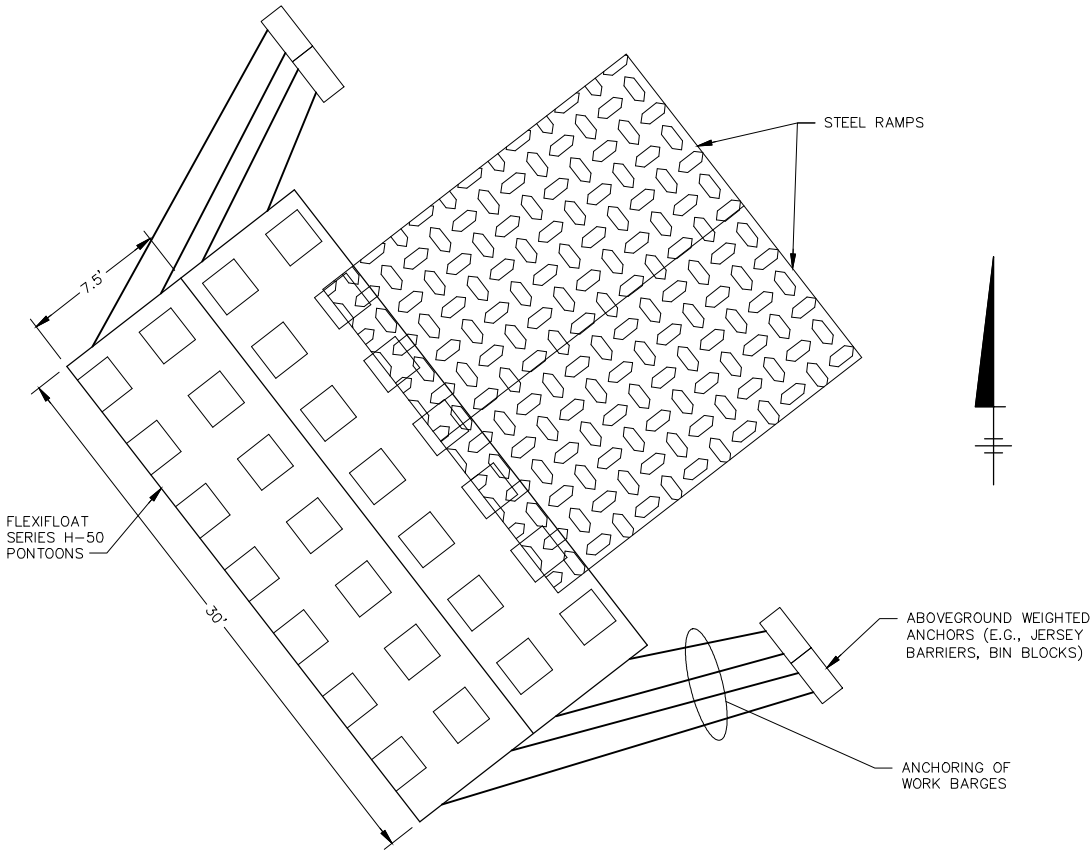 STEEL RAMPS
7.5'
FLEXIFLOAT
SERIES H-50
PONTOONS
30'
ABOVEGROUND WEIGHTED
ANCHORS (E.G., JERSEY
BARRIERS, BIN BLOCKS)
ANCHORING OF
WORK BARGES